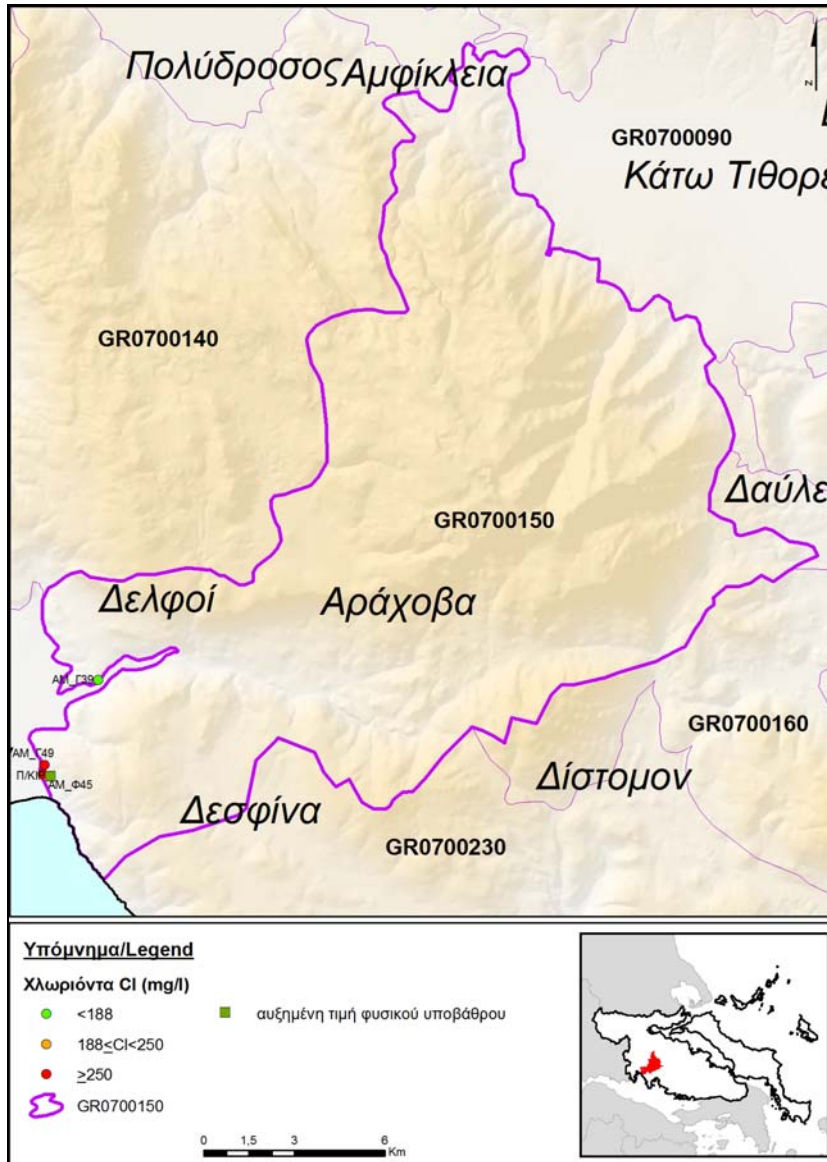 Πολύδροσος Αμφίκλεια
z
GR0700090
Κάτω Τιθορε
GR0700140
Δαύλε
GR0700150
Δελφοί
Αράχοβα
ΑΜ_Γ39
GR0700160
ΑΜ_Γ49
Π/ΚΙ
ΑΜ_Φ45
Δίστομον
Δεσφίνα
GR0700230
Υπόμνημα/Legend
Χλωριόντα Cl (mg/l)
<188
αυξημένη τιμή φυσικού υποβάθρου
188≤Cl<250
≥250
GR0700150
0 1,5 3 6
Km